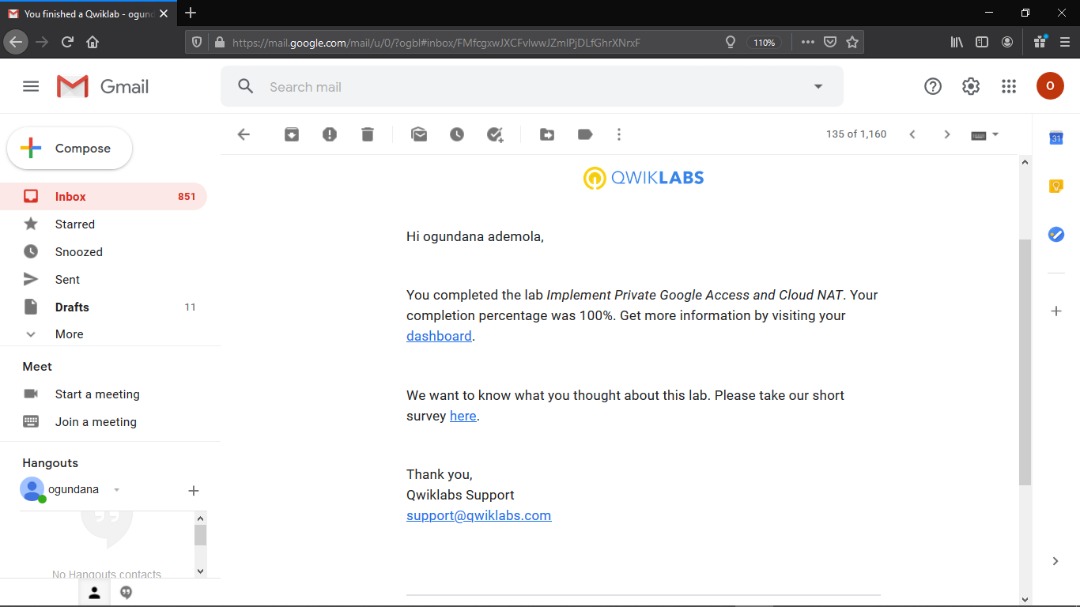 You finished a Qwiklab - ogun
https://mail.google.com/mail/u/0/?ogbl#inbox/FMfcgxwJXCFvlwwJZmlPjDLfGhrXNrxF
110%
Gmail
Search mail
O
Compose
135 of 1,160
31
Inbox 851
Starred
Snoozed
Sent
Drafts 11
More
Meet
Start a meeting
Join a meeting
Hangouts
ogundana
No Hangouts contacts
QWIKLABS
Hi ogundana ademola,
You completed the lab Implement Private Google Access and Cloud NAT. Your
completion percentage was 100%. Get more information by visiting your
dashboard.
We want to know what you thought about this lab. Please take our short
survey here.
Thank you,
Qwiklabs Support
support@qwiklabs.com